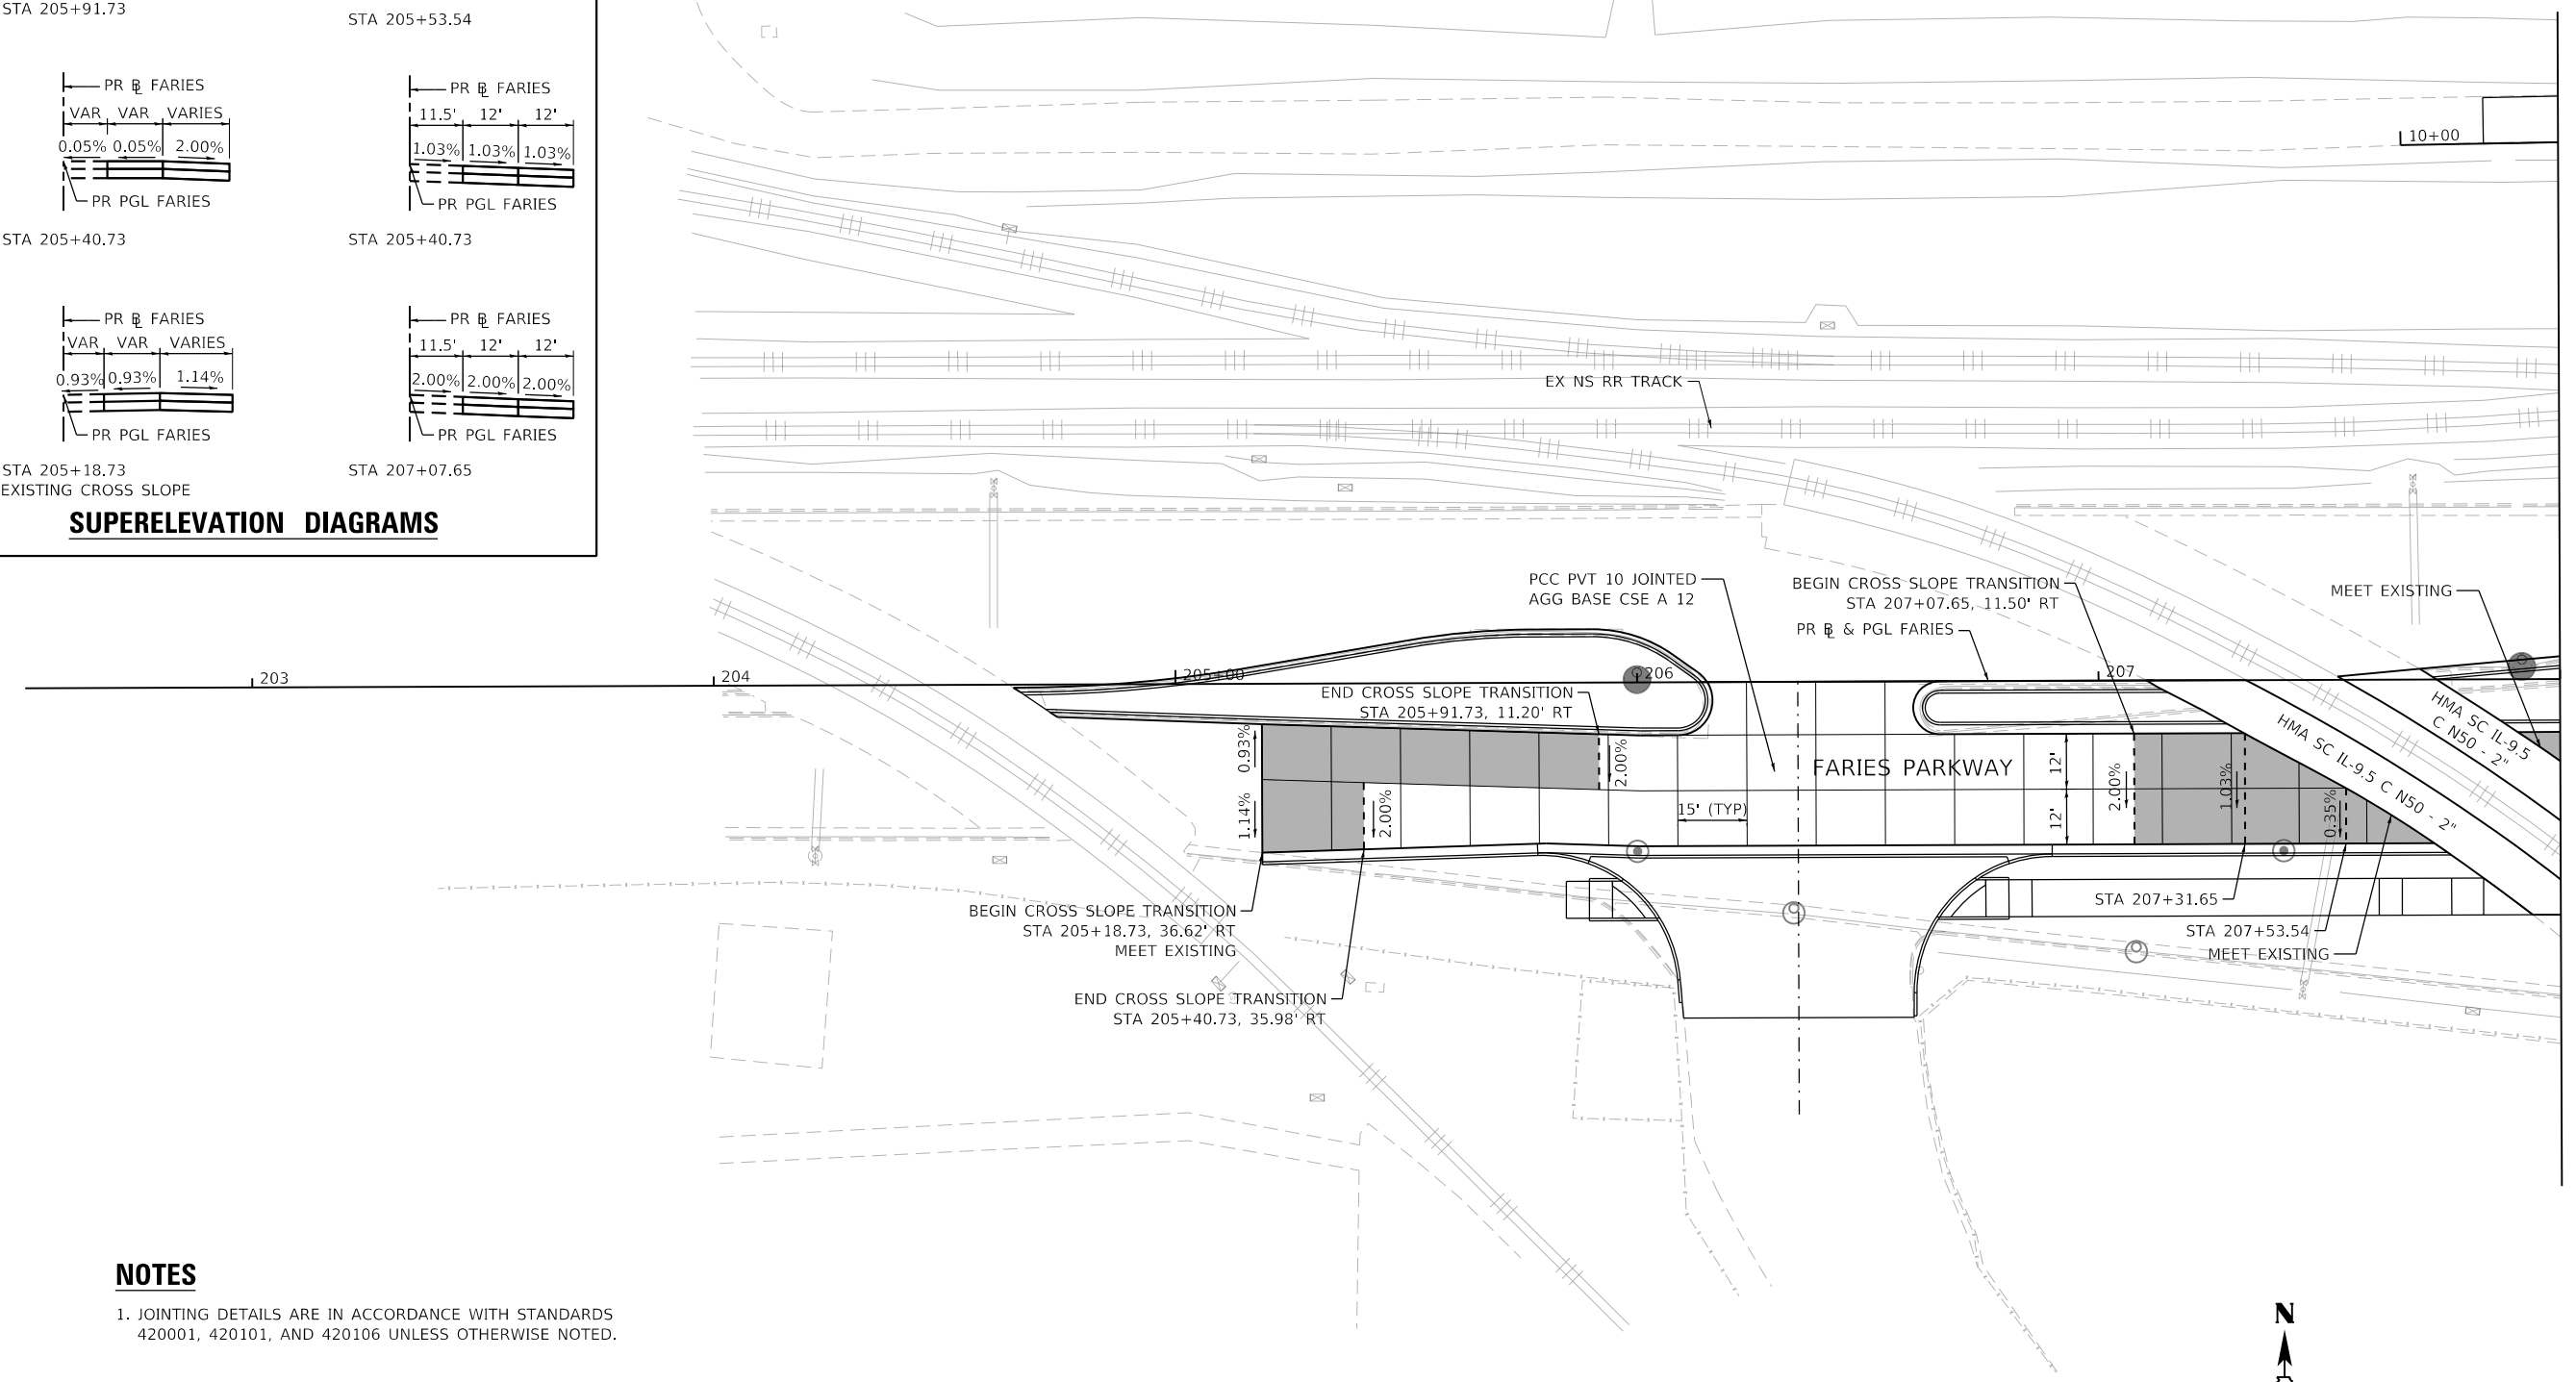 STA 205+91.73
STA 205+53.54
PR BL FARIES
VAR VAR VARIES
0.05% 0.05% 2.00%
PR PGL FARIES
PR BL FARIES
11.5' 12' 12'
1.03% 1.03% 1.03%
PR PGL FARIES
STA 205+40.73
STA 205+40.73
PR BL FARIES
VAR VAR VARIES
0.93% 0.93% 1.14%
PR PGL FARIES
PR BL FARIES
11.5' 12' 12'
2.00% 2.00% 2.00%
PR PGL FARIES
STA 205+18.73
EXISTING CROSS SLOPE
STA 207+07.65
SUPERELEVATION DIAGRAMS
10+00
EX NS RR TRACK
PCC PVT 10 JOINTED
AGG BASE CSE A 12
BEGIN CROSS SLOPE TRANSITION
STA 207+07.65, 11.50' RT
PR BL & PGL FARIES
MEET EXISTING
203
204
205+00
206
207
END CROSS SLOPE TRANSITION
STA 205+91.73, 11.20' RT
0.93%
1.14%
2.00%
2.00%
15' (TYP)
FARIES PARKWAY
12'
12'
2.00%
1.03%
0.35%
HMA SC IL-9.5 C N50 - 2"
HMA SC IL-9.5
C N50 - 2"
BEGIN CROSS SLOPE TRANSITION
STA 205+18.73, 36.62' RT
MEET EXISTING
END CROSS SLOPE TRANSITION
STA 205+40.73, 35.98' RT
STA 207+31.65
STA 207+53.54
MEET EXISTING
NOTES
1. JOINTING DETAILS ARE IN ACCORDANCE WITH STANDARDS
420001, 420101, AND 420106 UNLESS OTHERWISE NOTED.
N